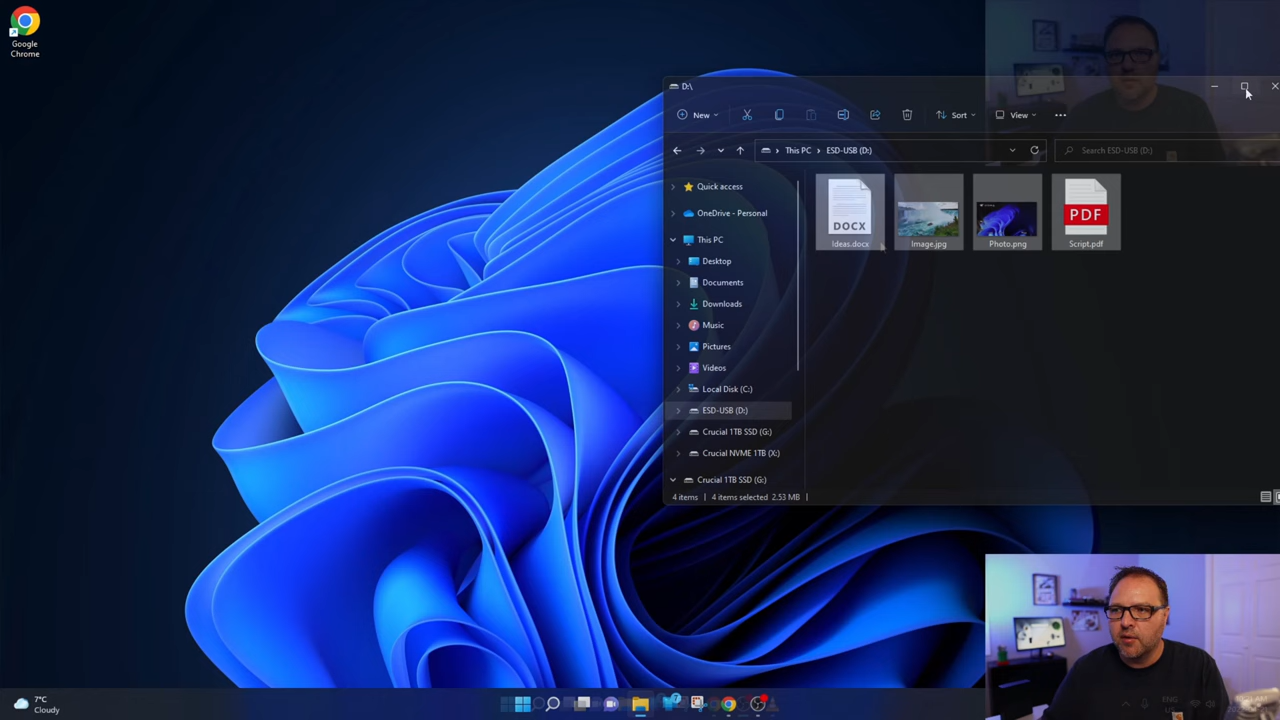 Google
Chrome
D:\
New
Sort
View
This PC
ESD-USB (D:)
Search ESD-USB (D:)
Quick access
OneDrive - Personal
This PC
Desktop
Documents
Downloads
Music
Pictures
Videos
Local Disk (C:)
ESD-USB (D:)
Crucial 1TB SSD (G:)
Crucial NVME 1TB (X:)
Crucial 1TB SSD (G:)
DOCX
Ideas.docx
Image.jpg
Photo.png
PDF
Script.pdf
4 items
4 items selected 2.53 MB
7°C
Cloudy
7
ENG
US